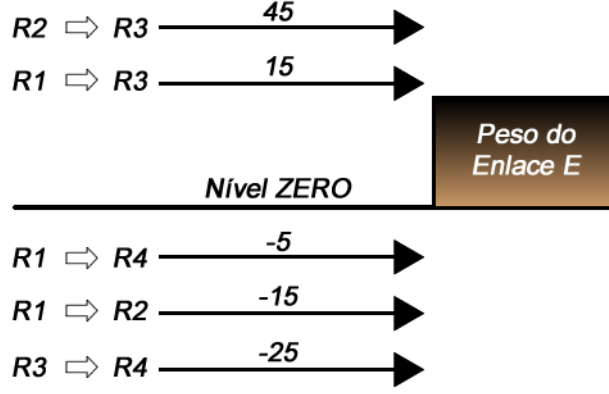 R2 ⇨ R3 45
R1 ⇨ R3 15
Peso do
Enlace E
Nível ZERO
R1 ⇨ R4 -5
R1 ⇨ R2 -15
R3 ⇨ R4 -25